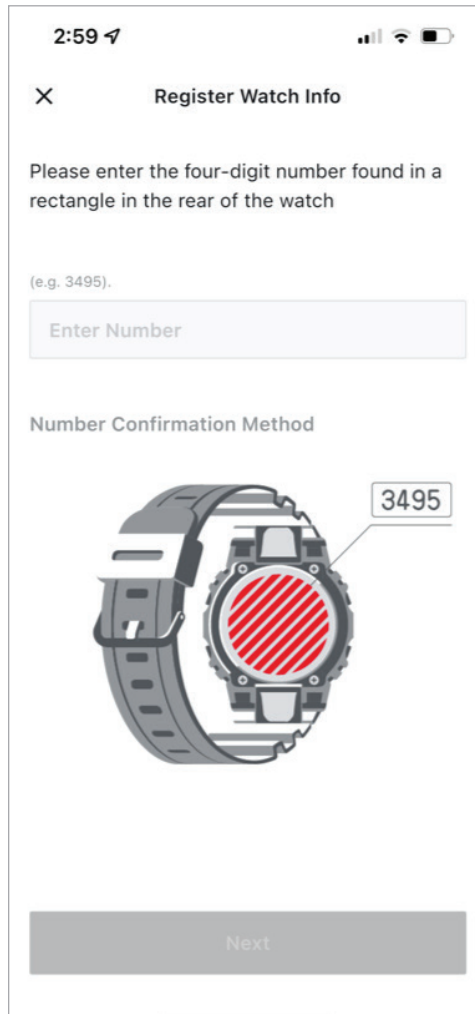 2:59
Register Watch Info
Please enter the four-digit number found in a
rectangle in the rear of the watch
(e.g. 3495).
Enter Number
Number Confirmation Method
3495
Next